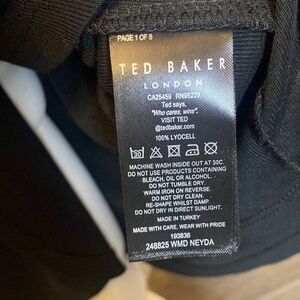 PAGE 1 OF 8
TED BAKER
LONDON
CA25459 RN95229
Ted says,
"Who cares, wins".
VISIT TED
@tedbaker.com
100% LYOCELL
MACHINE WASH INSIDE OUT AT 30C.
DO NOT USE PRODUCTS CONTAINING
BLEACH, OIL OR ALCOHOL.
DO NOT TUMBLE DRY.
WARM IRON ON REVERSE.
DO NOT DRY CLEAN.
RE-SHAPE WHILST DAMP
DO NOT DRY IN DIRECT SUNLIGHT.
MADE IN TURKEY
MADE WITH CARE. WEAR WITH PRIDE
193836
248825 WMD NEYDA